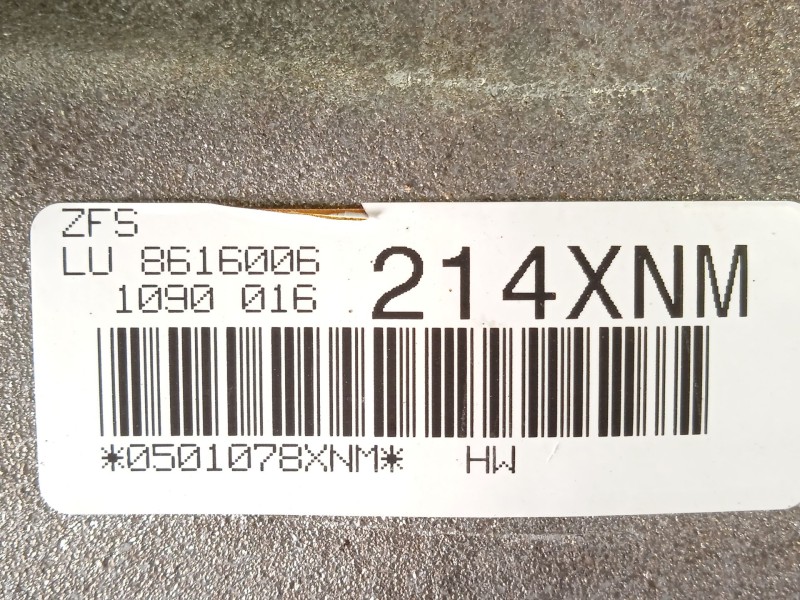 ZFS
LU 8616006
1090 016
214XNM
*0501078XNM* HW